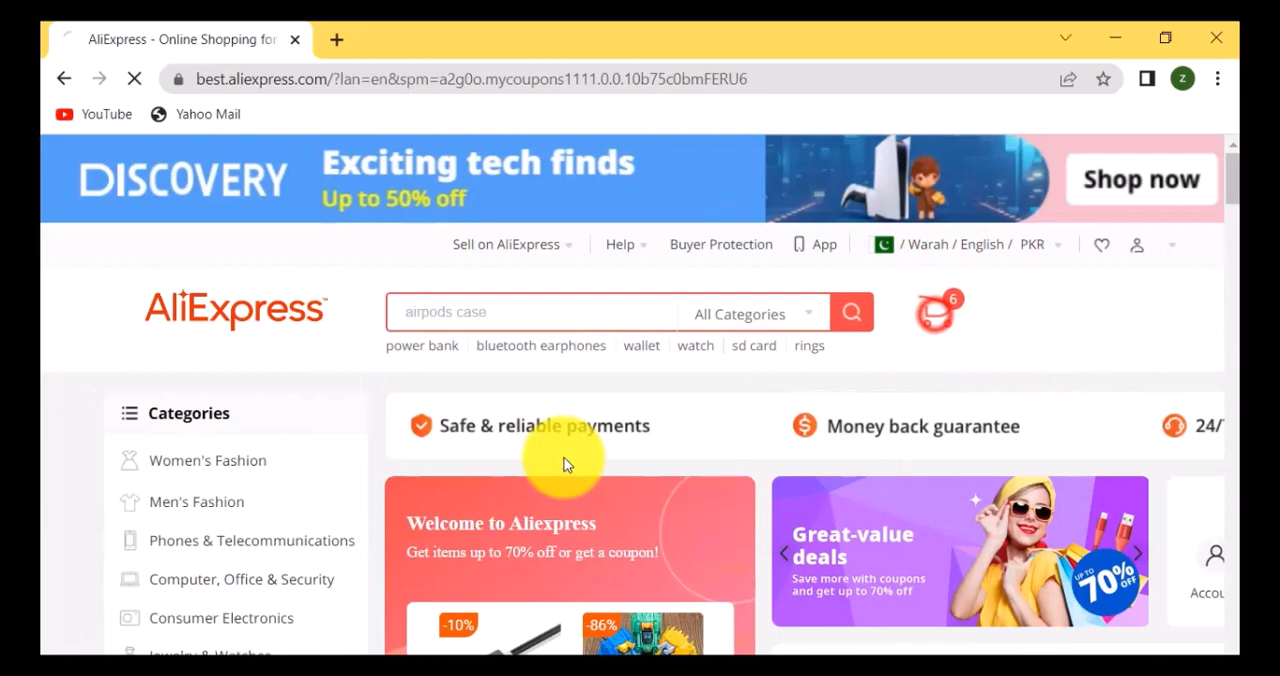 AliExpress - Online Shopping for
best.aliexpress.com/?lan=en&spm=a2g0o.mycoupons1111.0.0.10b75c0bmFERU6
Z
YouTube
Yahoo Mail
DISCOVERY
Exciting tech finds
Up to 50% off
Shop now
Sell on AliExpress
Help
Buyer Protection
App
/ Warah / English / PKR
AliExpress
airpods case
All Categories
6
power bank
bluetooth earphones
wallet
watch
sd card
rings
Categories
Women's Fashion
Men's Fashion
Phones & Telecommunications
Computer, Office & Security
Consumer Electronics
Safe & reliable payments
Money back guarantee
24/
Welcome to Aliexpress
Get items up to 70% off or get a coupon!
-10%
-86%
Great-value
deals
Save more with coupons
and get up to 70% off
UP TO
70%
OFF
Accou